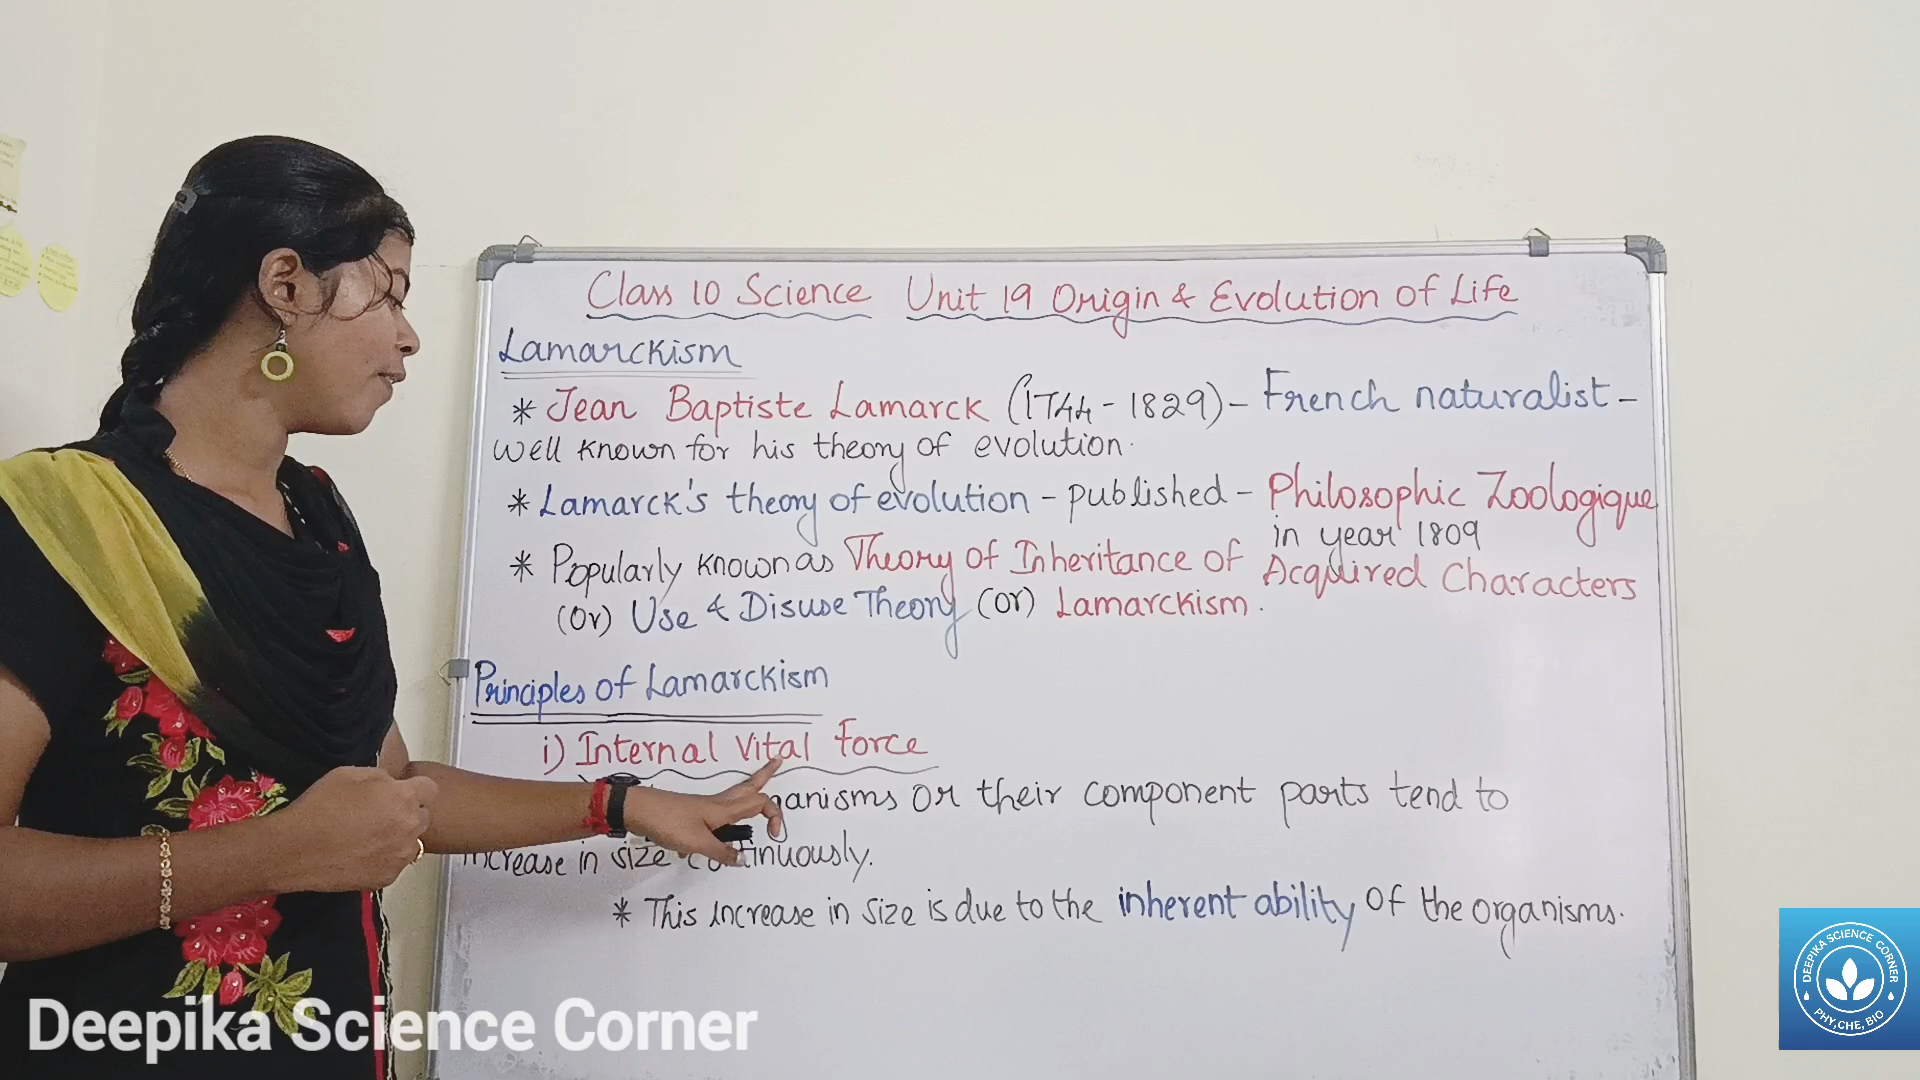 Class 10 Science Unit 19 Origin & Evolution of Life
Lamarckism
* Jean Baptiste Lamarck (1744-1829) - French naturalist -
well known for his theory of evolution.
* Lamarck's theory of evolution - published - Philosophic Zoologique
in year 1809
* Popularly known as Theory of Inheritance of Acquired Characters
(or) Use & Disuse Theory (or) Lamarckism.
Principles of Lamarckism
i) Internal Vital Force
or their component parts tend to
increase in size continuously.
* This increase in size is due to the inherent ability of the organisms.
Deepika Science Corner
DEEPIKA SCIENCE CORNER
PHY, CHE, BIO